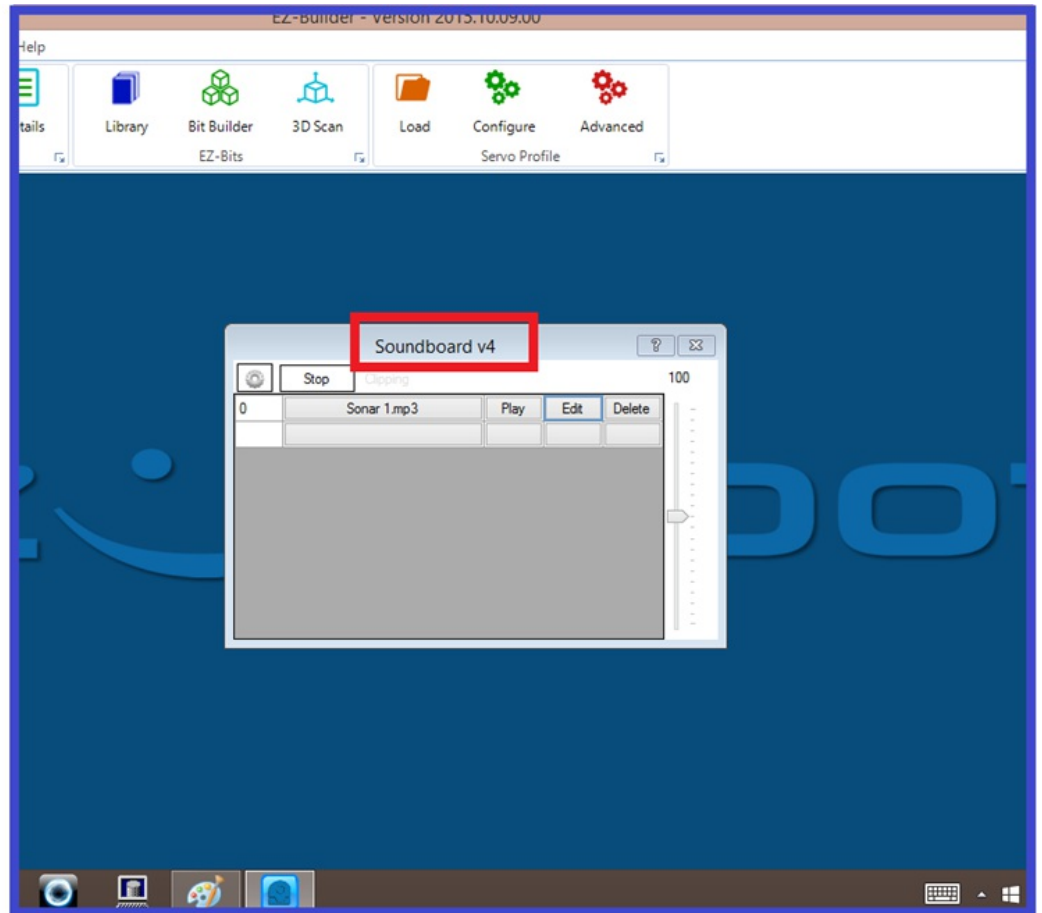 EZ-Builder - Version 2015.10.09.00
Help
tails Library Bit Builder 3D Scan Load Configure Advanced
EZ-Bits Servo Profile
Soundboard v4
Stop Clipping 100
0 Sonar 1.mp3 Play Edit Delete